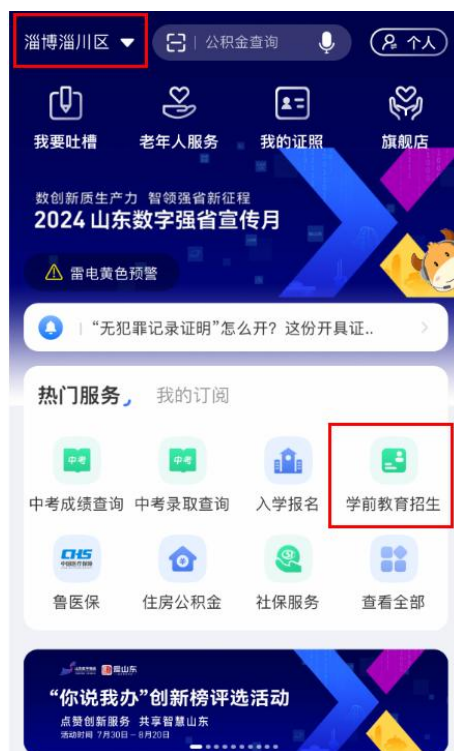 淄博淄川区
公积金查询
个人
我要吐槽
老年人服务
我的证照
旗舰店
数创新质生产力 智领强省新征程
2024 山东数字强省宣传月
雷电黄色预警
“无犯罪记录证明”怎么开？这份开具证..
热门服务
我的订阅
中考
中考
中考成绩查询
中考录取查询
入学报名
学前教育招生
CHS
中国医疗保障
鲁医保
住房公积金
社保服务
查看全部
爱山东
“你说我办”创新榜评选活动
点赞创新服务 共享智慧山东
活动时间 7月30日－8月20日